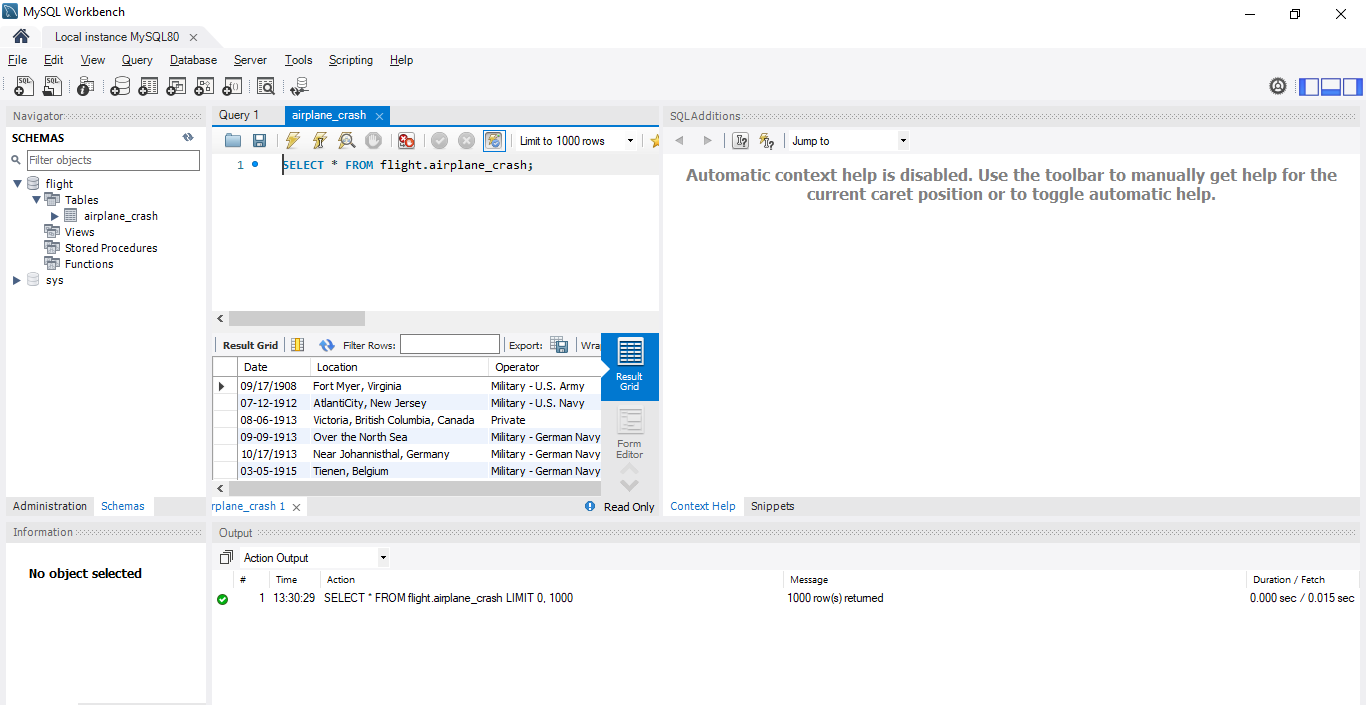 MySQL Workbench
Local instance MySQL80
File Edit View Query Database Server Tools Scripting Help
Navigator
SCHEMAS
Filter objects
flight
Tables
airplane_crash
Views
Stored Procedures
Functions
sys
Administration Schemas
Information
No object selected
Query 1 airplane_crash
Limit to 1000 rows
1 SELECT * FROM flight.airplane_crash;
Result Grid Filter Rows: Export: Wrap
Date Location Operator
09/17/1908 Fort Myer, Virginia Military - U.S. Army
07-12-1912 AtlantiCity, New Jersey Military - U.S. Navy
08-06-1913 Victoria, British Columbia, Canada Private
09-09-1913 Over the North Sea Military - German Navy
10/17/1913 Near Johannisthal, Germany Military - German Navy
03-05-1915 Tienen, Belgium Military - German Navy
Result
Grid
Form
Editor
rplane_crash 1 Read Only
SQLAdditions
Jump to
Automatic context help is disabled. Use the toolbar to manually get help for the
current caret position or to toggle automatic help.
Context Help Snippets
Output
Action Output
# Time Action Message Duration / Fetch
1 13:30:29 SELECT * FROM flight.airplane_crash LIMIT 0, 1000 1000 row(s) returned 0.000 sec / 0.015 sec